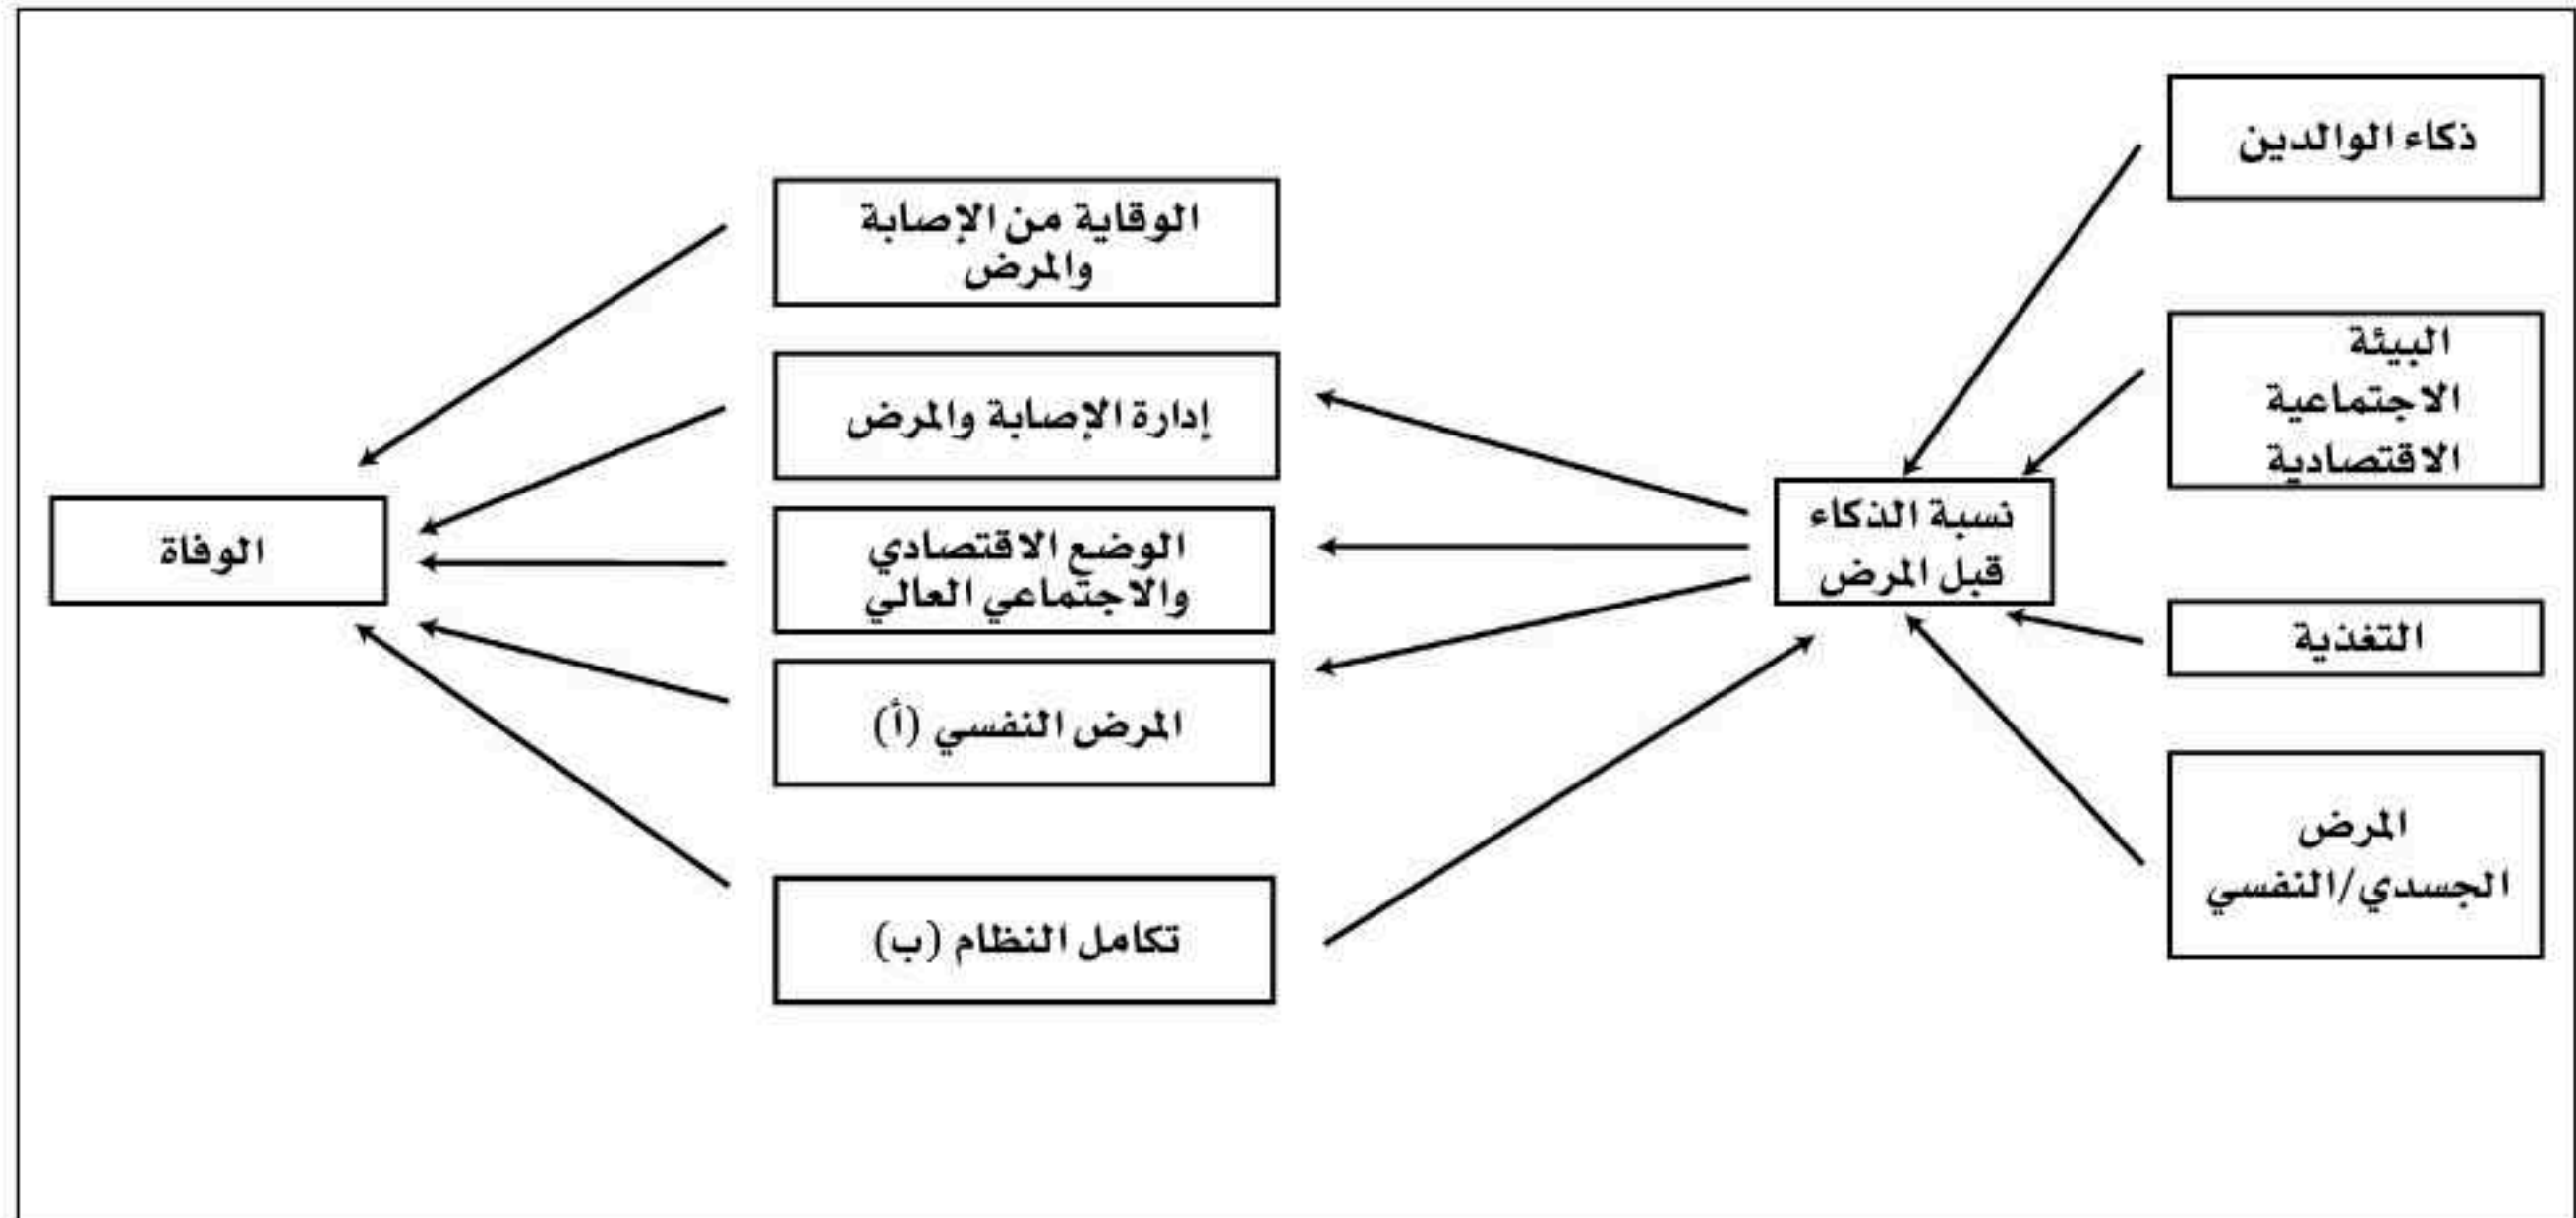 ذكاء الوالدين
البيئة
الاجتماعية
الاقتصادية
التغذية
المرض
الجسدي/النفسي
نسبة الذكاء
قبل المرض
الوقاية من الإصابة
والمرض
إدارة الإصابة والمرض
الوضع الاقتصادي
والاجتماعي العالي
المرض النفسي (أ)
تكامل النظام (ب)
الوفاة